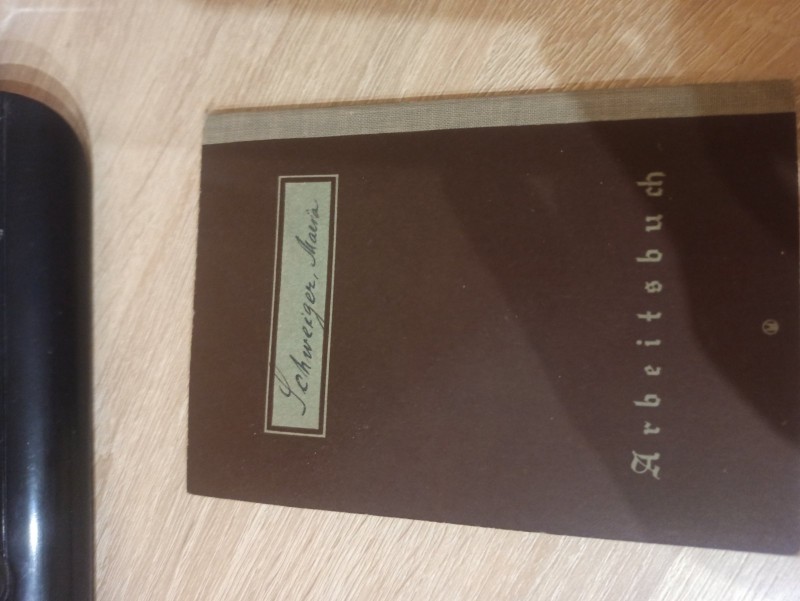 Schweiger, Maria
Arbeitsbuch